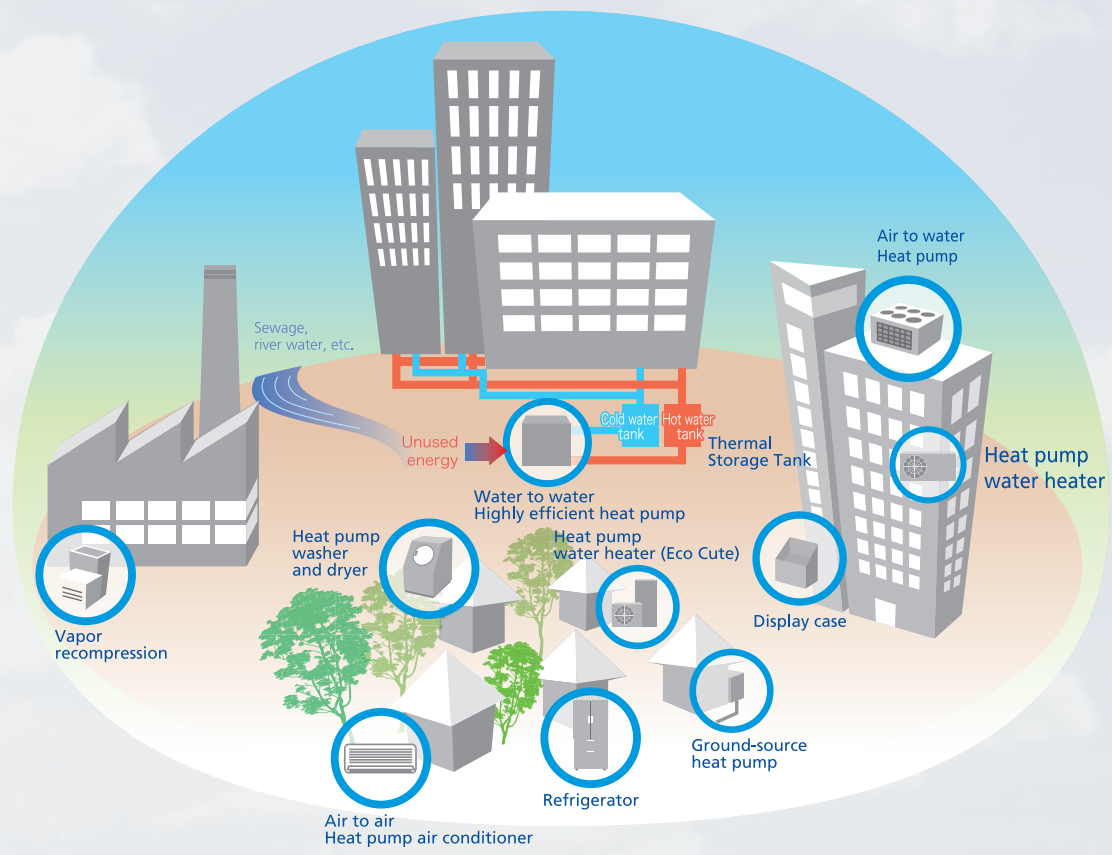 Air to water
Heat pump
Sewage,
river water, etc.
Cold water
tank
Hot water
tank
Thermal
Storage Tank
Unused
energy
Heat pump
water heater
Water to water
Highly efficient heat pump
Heat pump
washer
and dryer
Heat pump
water heater (Eco Cute)
Display case
Vapor
recompression
Ground-source
heat pump
Refrigerator
Air to air
Heat pump air conditioner